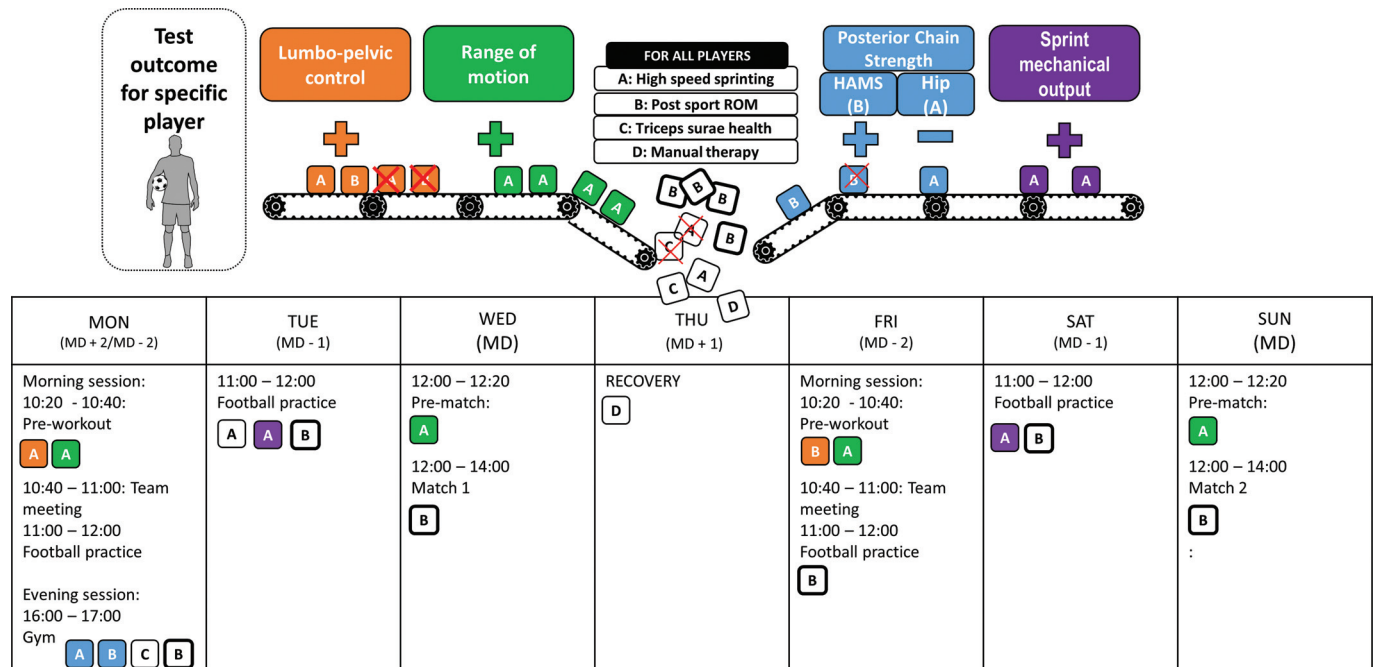 Test
outcome
for specific
player
Lumbo-pelvic
control
Range of
motion
FOR ALL PLAYERS
A: High speed sprinting
B: Post sport ROM
C: Triceps surae health
D: Manual therapy
Posterior Chain
Strength
HAMS
(B)
Hip
(A)
Sprint
mechanical
output
A B A B
A A A A
B B B
A C B
C A D
B B A
A A
MON
(MD + 2/MD - 2)
TUE
(MD - 1)
WED
(MD)
THU
(MD + 1)
FRI
(MD - 2)
SAT
(MD - 1)
SUN
(MD)
Morning session:
10:20 - 10:40:
Pre-workout
A A
10:40 – 11:00: Team
meeting
11:00 – 12:00
Football practice
Evening session:
16:00 – 17:00
Gym
A B C B
11:00 – 12:00
Football practice
A A B
12:00 – 12:20
Pre-match:
A
12:00 – 14:00
Match 1
B
RECOVERY
D
Morning session:
10:20 - 10:40:
Pre-workout
B A
10:40 – 11:00: Team
meeting
11:00 – 12:00
Football practice
B
11:00 – 12:00
Football practice
A B
12:00 – 12:20
Pre-match:
A
12:00 – 14:00
Match 2
B
: